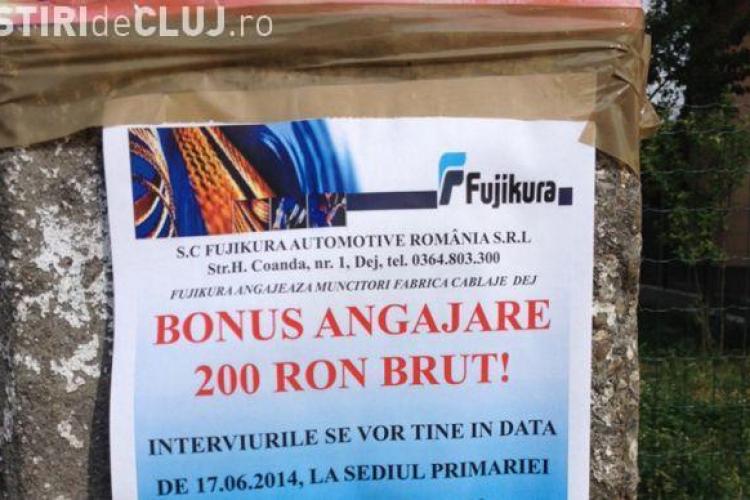 STIRIdeCLUJ.ro
Fujikura
S.C FUJIKURA AUTOMOTIVE ROMÂNIA S.R.L
Str.H. Coanda, nr. 1, Dej, tel. 0364.803.300
FUJIKURA ANGAJEAZA MUNCITORI FABRICA CABLAJE DEJ
BONUS ANGAJARE
200 RON BRUT!
INTERVIURILE SE VOR TINE IN DATA
DE 17.06.2014, LA SEDIUL PRIMARIEI